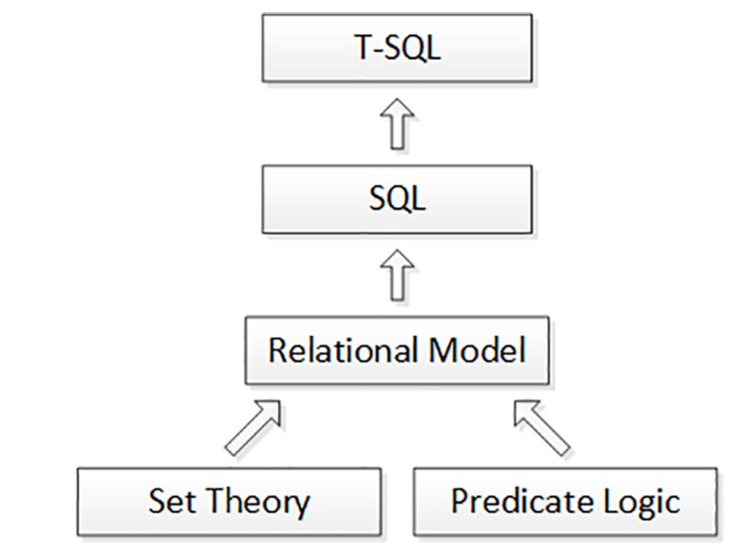 T-SQL
SQL
Relational Model
Set Theory
Predicate Logic